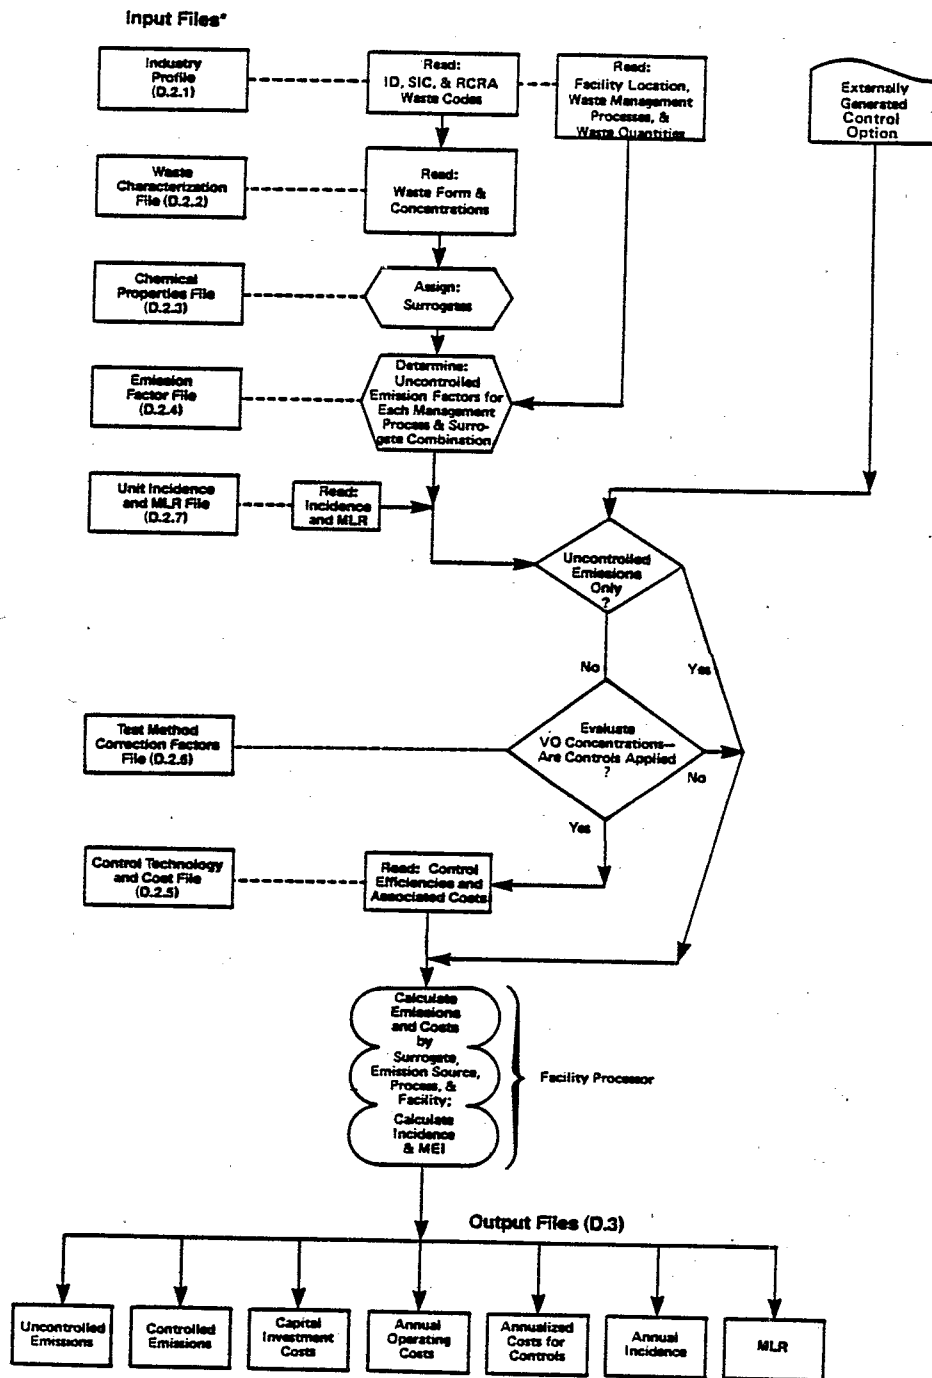 Input Files*
Industry
Profile
(D.2.1)
Read:
ID, SIC, & RCRA
Waste Codes
Read:
Facility Location,
Waste Management
Processes, &
Waste Quantities
Externally
Generated
Control
Option
Waste
Characterization
File (D.2.2)
Read:
Waste Form &
Concentrations
Chemical
Properties File
(D.2.3)
Assign:
Surrogates
Emission
Factor File
(D.2.4)
Determine:
Uncontrolled
Emission Factors for
Each Management
Process & Surro-
gate Combination
Unit Incidence
and MLR File
(D.2.7)
Read:
Incidence
and MLR
Uncontrolled
Emissions
Only
?
No
Yes
Test Method
Correction Factors
File (D.2.6)
Evaluate
VO Concentrations—
Are Controls Applied
?
No
Yes
Control Technology
and Cost File
(D.2.5)
Read: Control
Efficiencies and
Associated Costs
Calculate
Emissions
and Costs
by
Surrogate,
Emission Source,
Process, &
Facility;
Calculate
Incidence
& MEI
Facility Processor
Output Files (D.3)
Uncontrolled
Emissions
Controlled
Emissions
Capital
Investment
Costs
Annual
Operating
Costs
Annualized
Costs for
Controls
Annual
Incidence
MLR